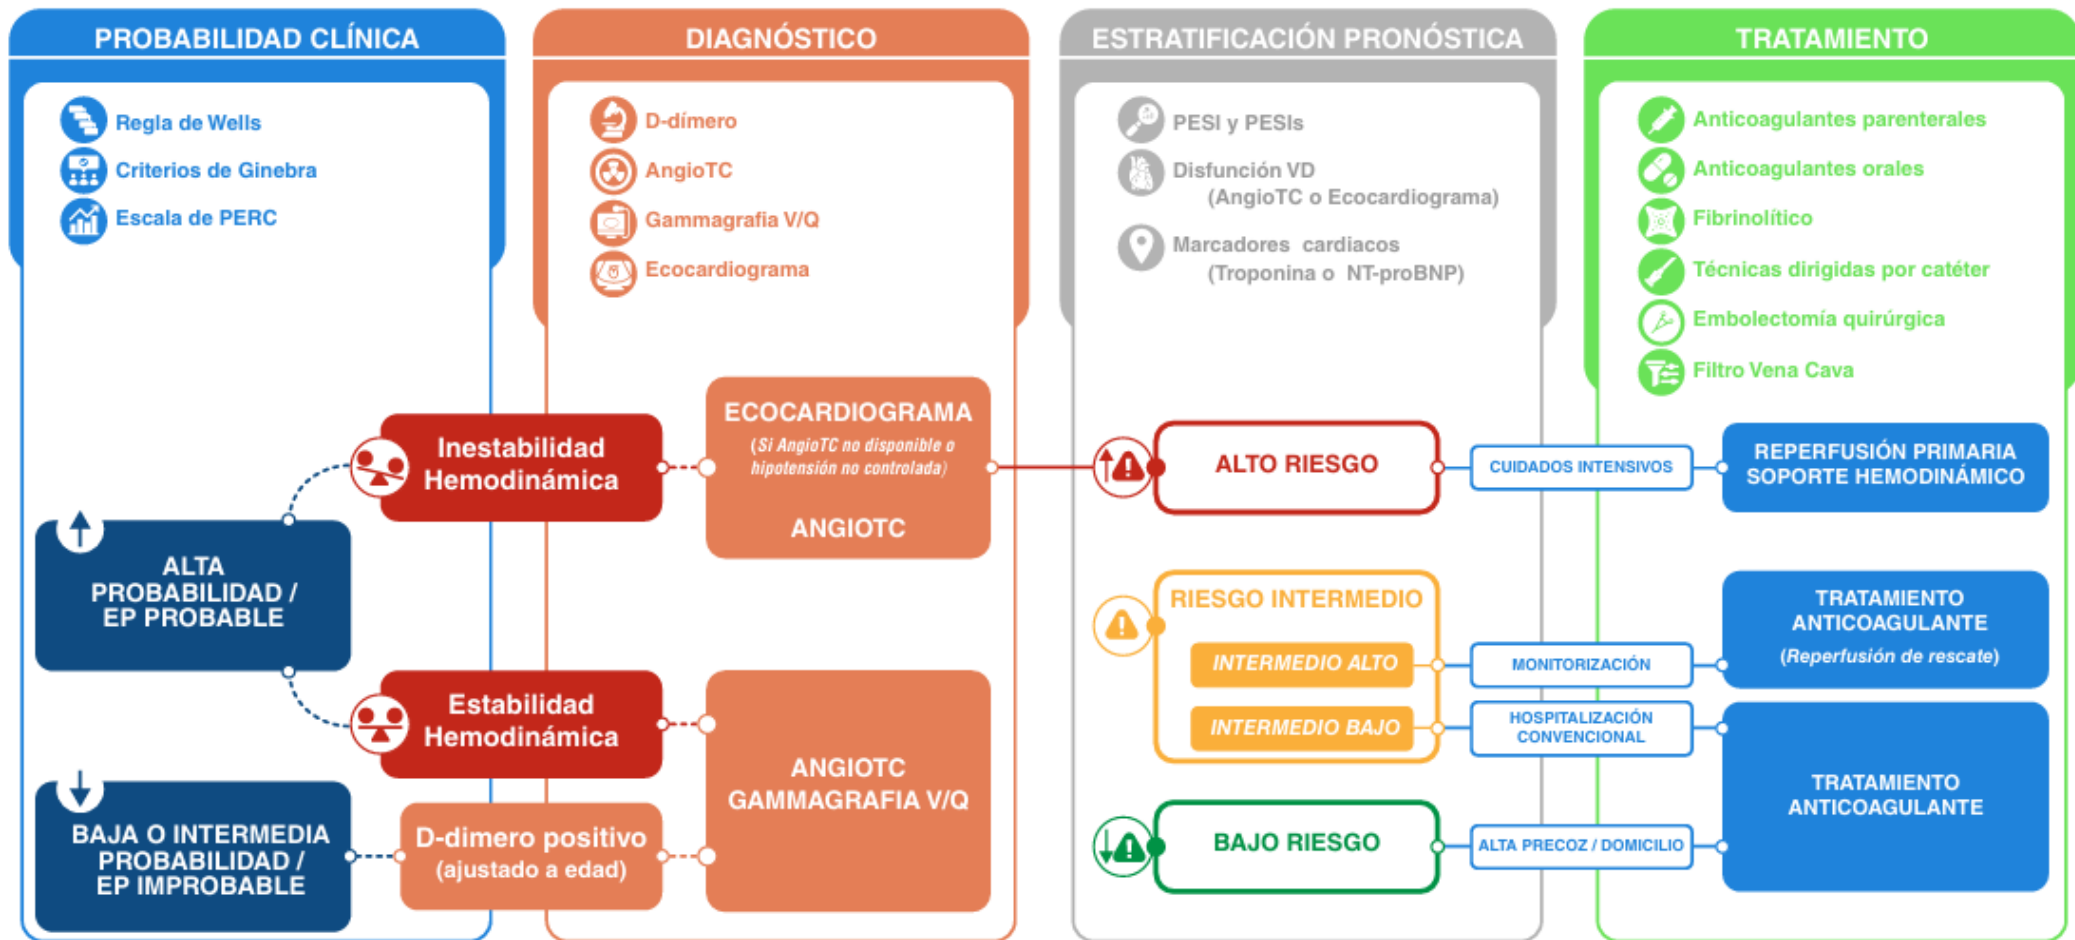 PROBABILIDAD CLÍNICA
Regla de Wells
Criterios de Ginebra
Escala de PERC
DIAGNÓSTICO
D-dímero
AngioTC
Gammagrafia V/Q
Ecocardiograma
ESTRATIFICACIÓN PRONÓSTICA
PESI y PESIs
Disfunción VD
(AngioTC o Ecocardiograma)
Marcadores cardiacos
(Troponina o NT-proBNP)
TRATAMIENTO
Anticoagulantes parenterales
Anticoagulantes orales
Fibrinolítico
Técnicas dirigidas por catéter
Embolectomía quirúrgica
Filtro Vena Cava
ALTA
PROBABILIDAD /
EP PROBABLE
Inestabilidad
Hemodinámica
ECOCARDIOGRAMA
(Si AngioTC no disponible o
hipotensión no controlada)
ANGIOTC
ALTO RIESGO
CUIDADOS INTENSIVOS
REPERFUSIÓN PRIMARIA
SOPORTE HEMODINÁMICO
Estabilidad
Hemodinámica
BAJA O INTERMEDIA
PROBABILIDAD /
EP IMPROBABLE
D-dimero positivo
(ajustado a edad)
ANGIOTC
GAMMAGRAFIA V/Q
RIESGO INTERMEDIO
INTERMEDIO ALTO
MONITORIZACIÓN
TRATAMIENTO
ANTICOAGULANTE
(Reperfusión de rescate)
INTERMEDIO BAJO
HOSPITALIZACIÓN
CONVENCIONAL
BAJO RIESGO
ALTA PRECOZ / DOMICILIO
TRATAMIENTO
ANTICOAGULANTE